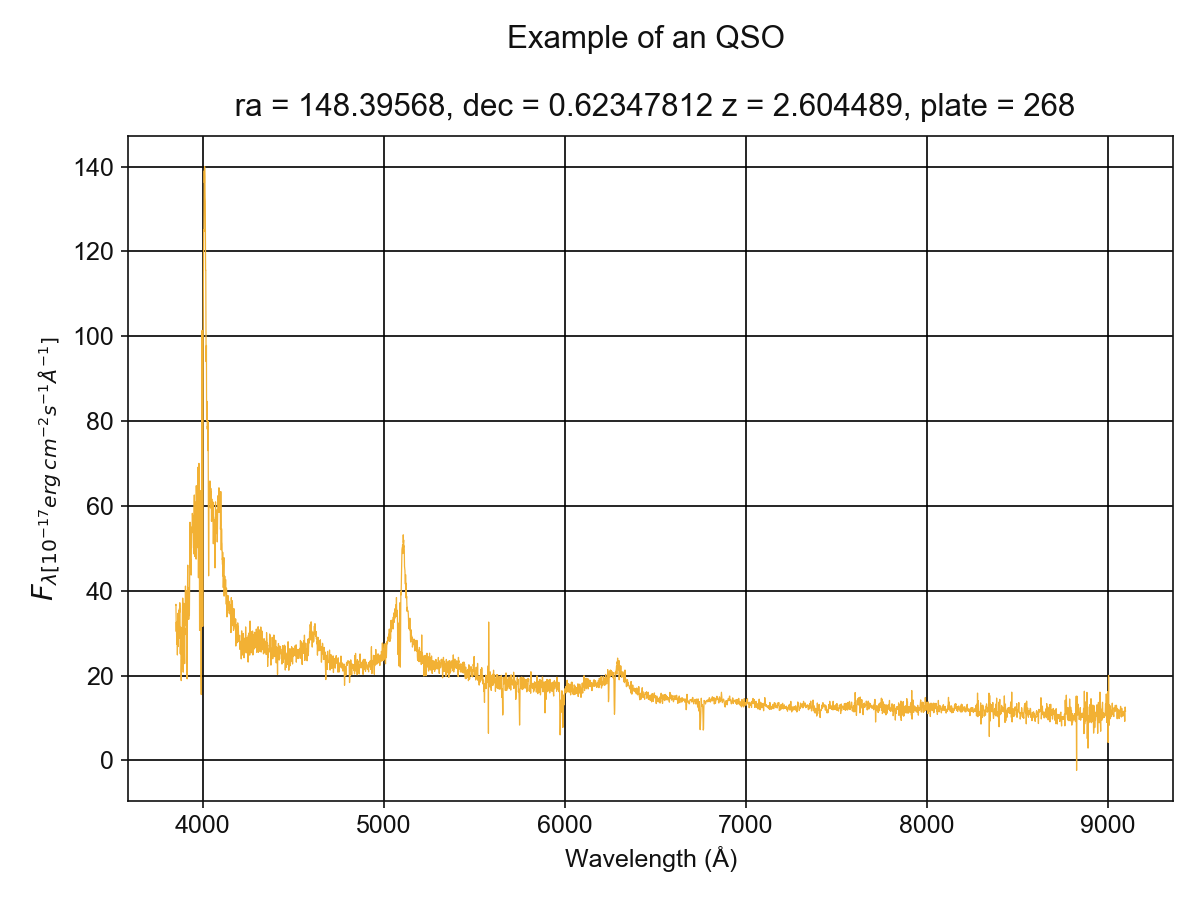 Example of an QSO
ra = 148.39568, dec = 0.62347812 z = 2.604489, plate = 268
140
120
100
80
60
40
20
0
F_λ[10⁻¹⁷erg cm⁻²s⁻¹Å⁻¹]
4000 5000 6000 7000 8000 9000
Wavelength (Å)